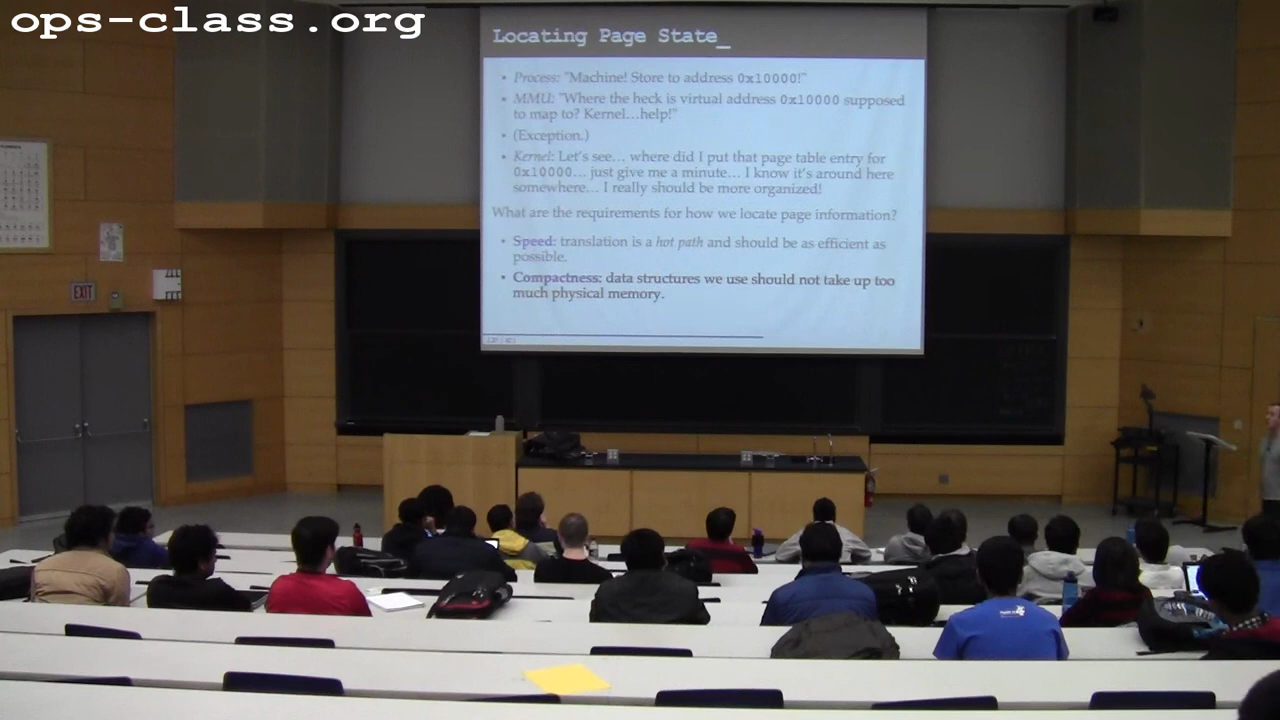 ops-class.org
Locating Page State_
• Process: "Machine! Store to address 0x10000!"
• MMU: "Where the heck is virtual address 0x10000 supposed
to map to? Kernel...help!"
• (Exception.)
• Kernel: Let's see... where did I put that page table entry for
0x10000... just give me a minute... I know it's around here
somewhere... I really should be more organized!
What are the requirements for how we locate page information?
• Speed: translation is a hot path and should be as efficient as
possible.
• Compactness: data structures we use should not take up too
much physical memory.
EXIT